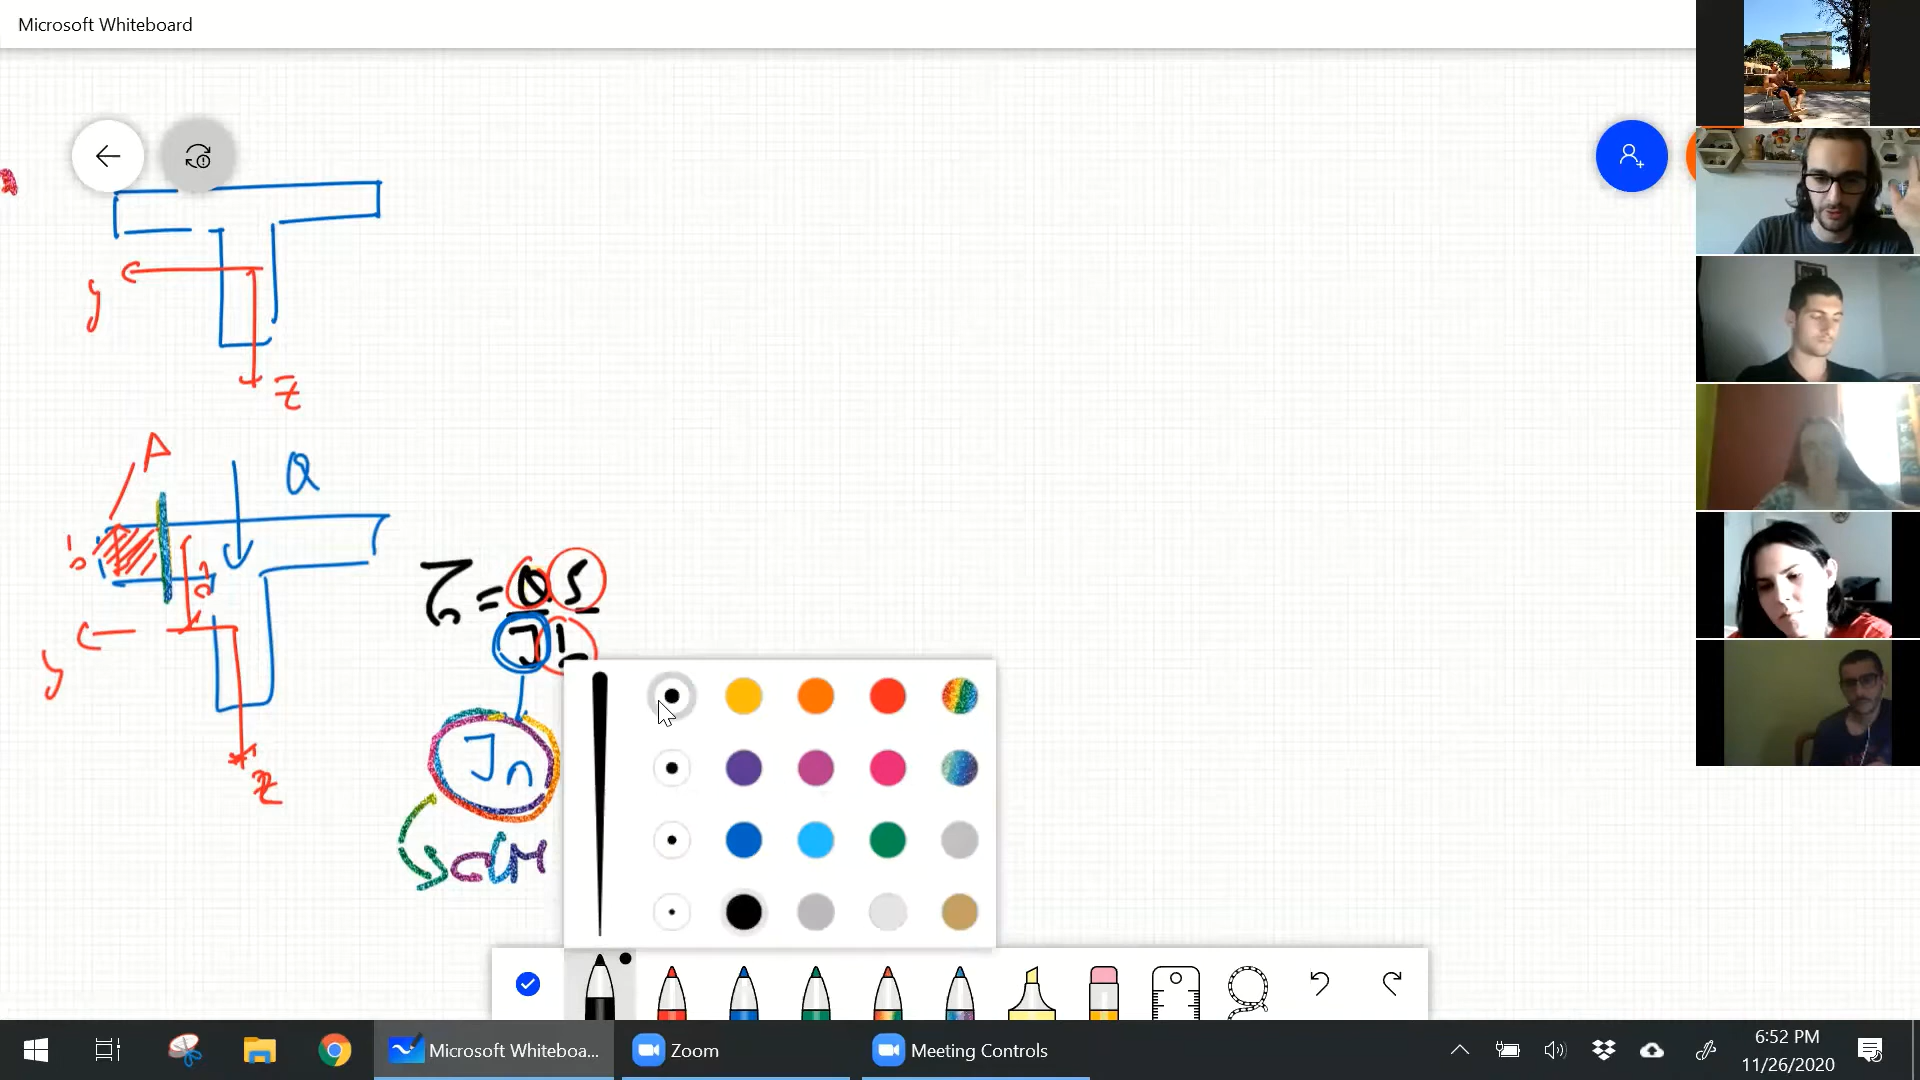 Microsoft Whiteboard
y
z
A
Q
b
d
y
z
τ = Q S
J b
Jn
Microsoft Whiteboa...
Zoom
Meeting Controls
6:52 PM
11/26/2020